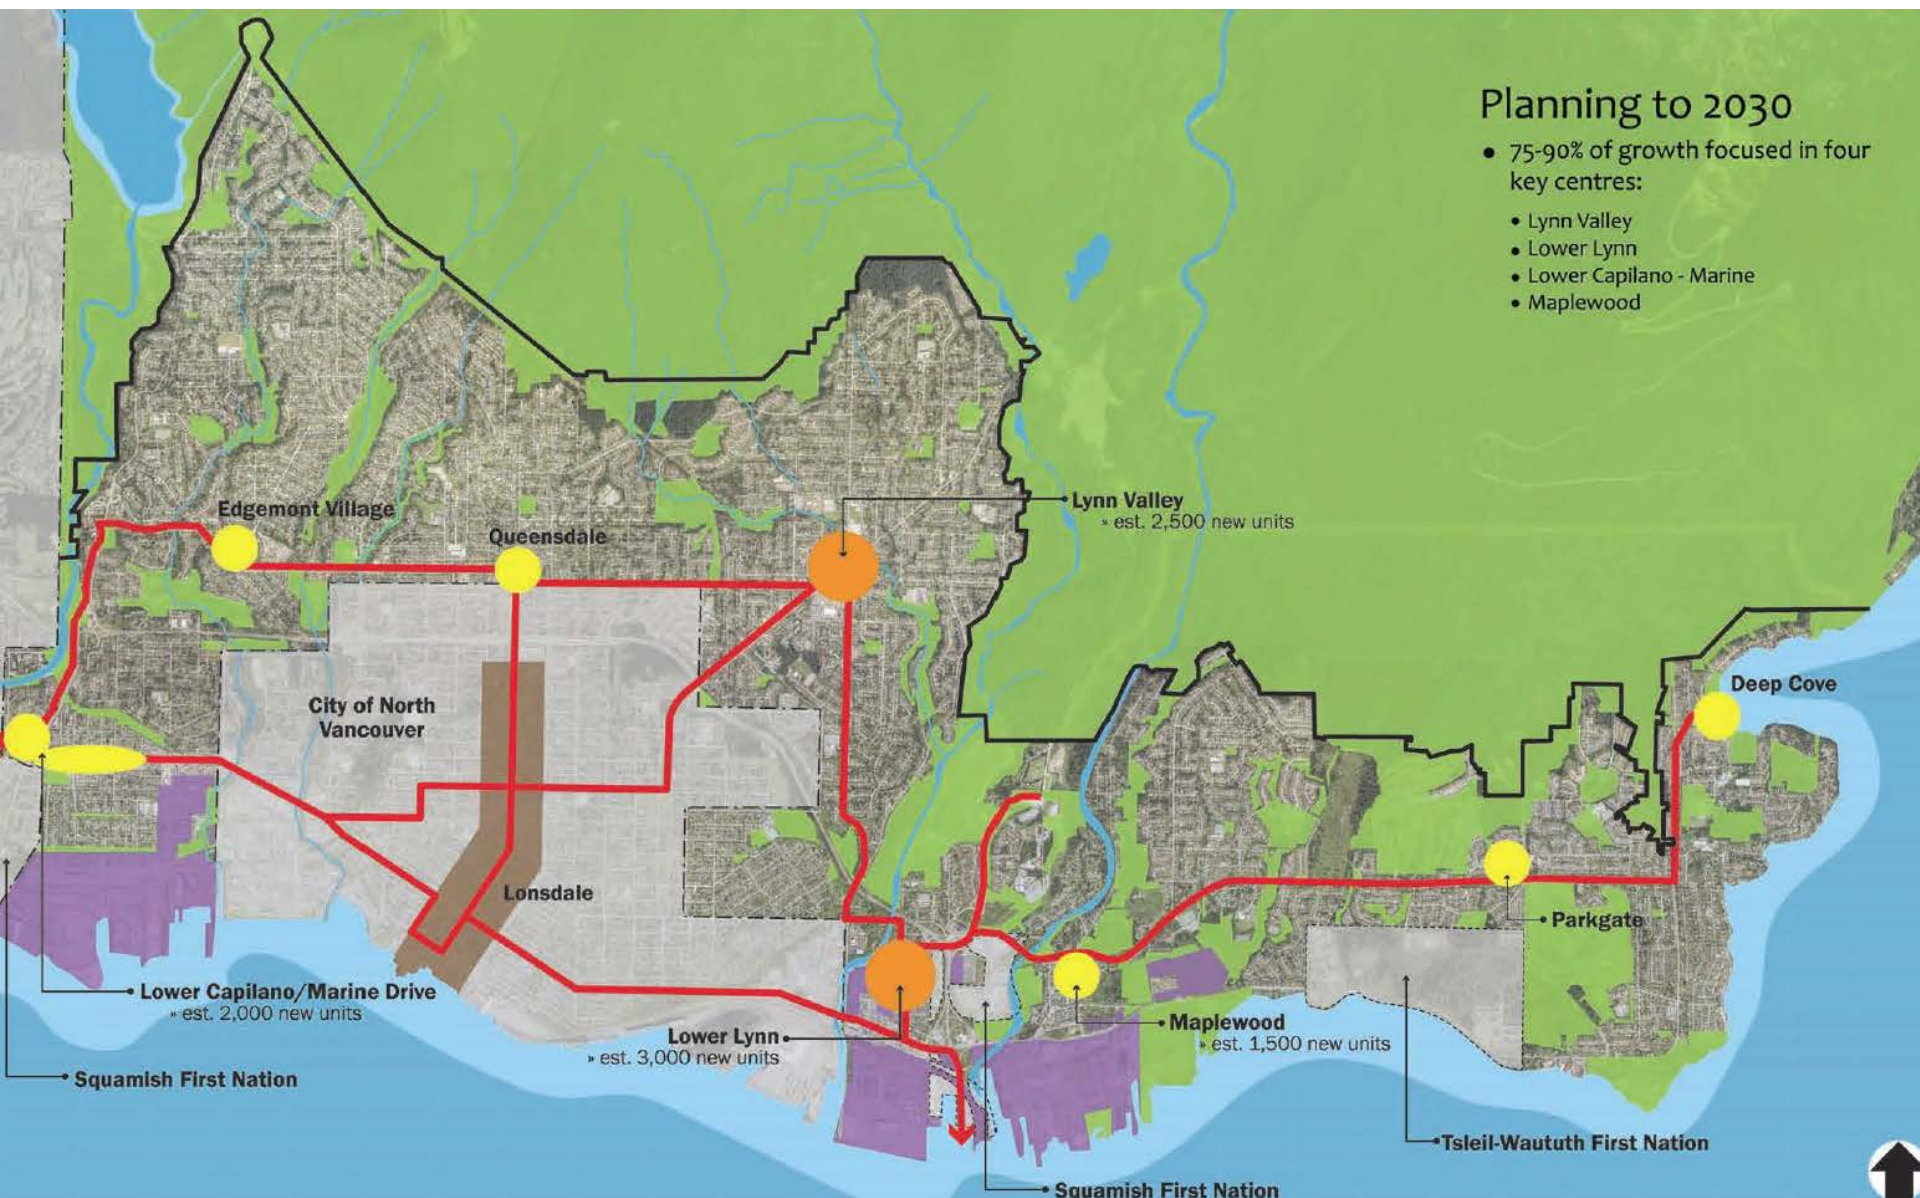 Planning to 2030
• 75-90% of growth focused in four
key centres:
• Lynn Valley
• Lower Lynn
• Lower Capilano - Marine
• Maplewood
Edgemont Village
Queensdale
Lynn Valley
» est. 2,500 new units
City of North
Vancouver
Deep Cove
Lonsdale
Parkgate
Lower Capilano/Marine Drive
» est. 2,000 new units
Lower Lynn
» est. 3,000 new units
Maplewood
» est. 1,500 new units
Squamish First Nation
Tsleil-Waututh First Nation
Squamish First Nation